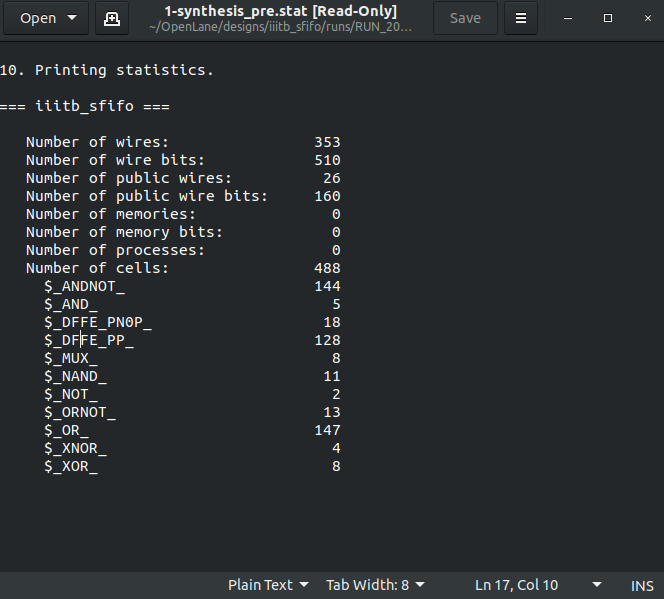 Open
1-synthesis_pre.stat [Read-Only]
~/OpenLane/designs/iiitb_sfifo/runs/RUN_20...
Save
10. Printing statistics.
=== iiitb_sfifo ===
Number of wires: 353
Number of wire bits: 510
Number of public wires: 26
Number of public wire bits: 160
Number of memories: 0
Number of memory bits: 0
Number of processes: 0
Number of cells: 488
$_ANDNOT_ 144
$_AND_ 5
$_DFFE_PN0P_ 18
$_DFFE_PP_ 128
$_MUX_ 8
$_NAND_ 11
$_NOT_ 2
$_ORNOT_ 13
$_OR_ 147
$_XNOR_ 4
$_XOR_ 8
Plain Text Tab Width: 8 Ln 17, Col 10 INS